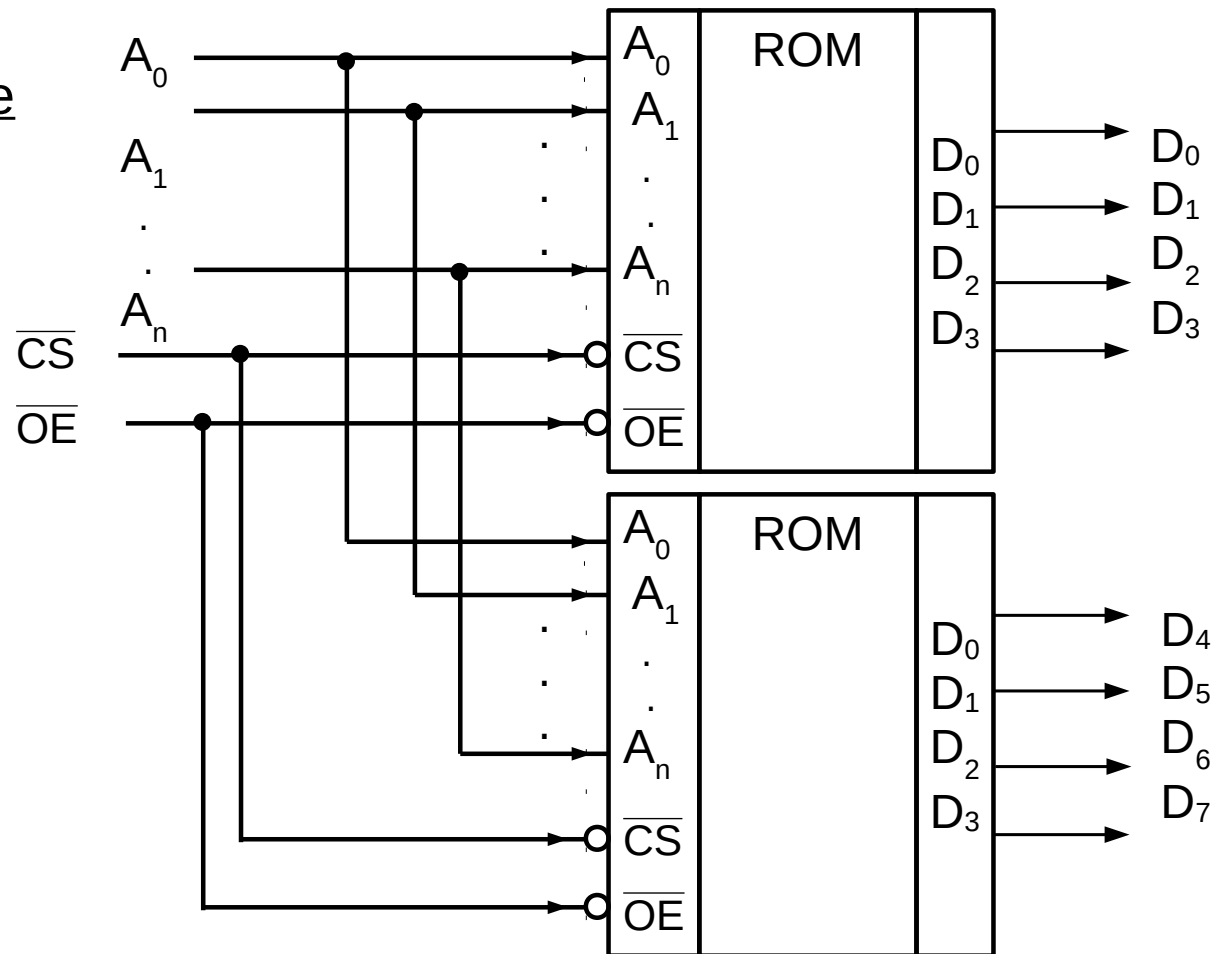 e
A0
A1
.
.
An
CS̅
OE̅
A0
A1
.
.
An
CS̅
OE̅
ROM
D0
D1
D2
D3
D0
D1
D2
D3
A0
A1
.
.
An
CS̅
OE̅
ROM
D0
D1
D2
D3
D4
D5
D6
D7